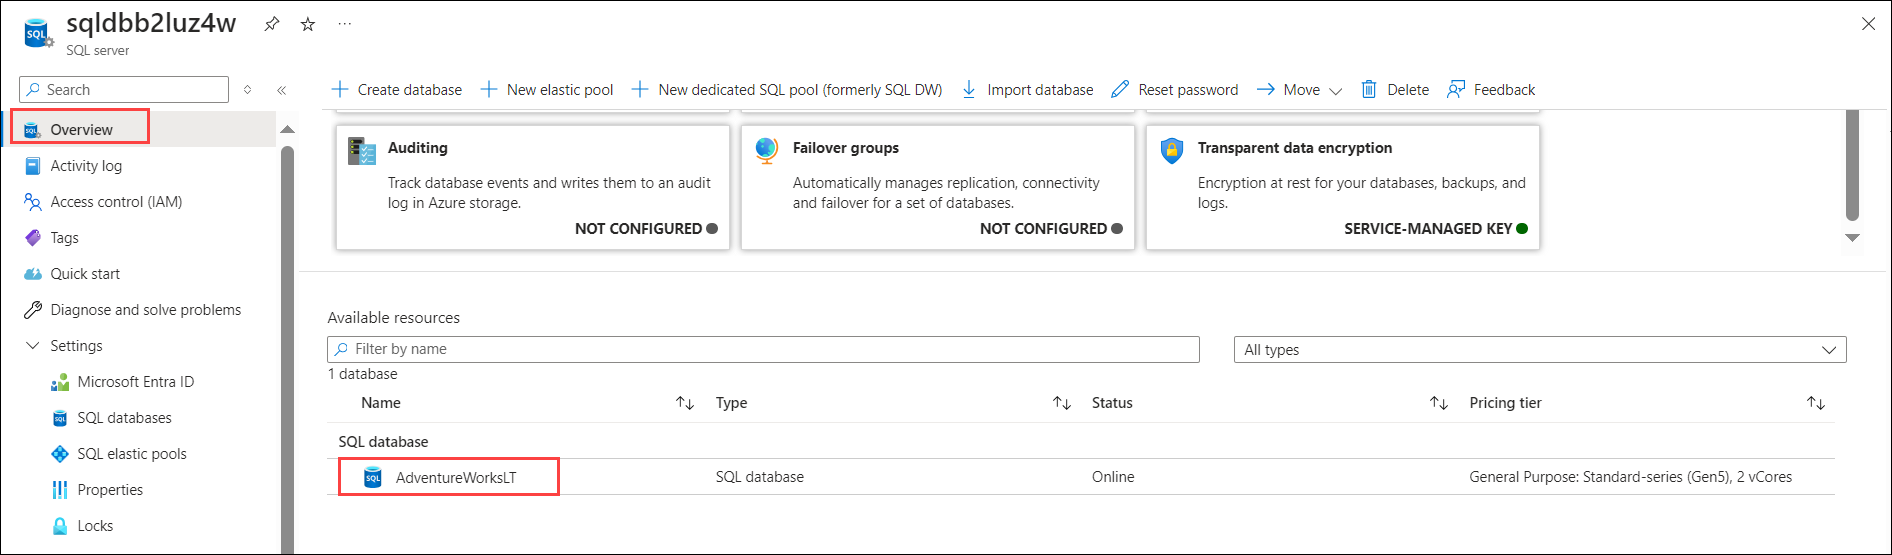 sqldbb2luz4w
SQL server
Search
Overview
Activity log
Access control (IAM)
Tags
Quick start
Diagnose and solve problems
Settings
Microsoft Entra ID
SQL databases
SQL elastic pools
Properties
Locks
Create database New elastic pool New dedicated SQL pool (formerly SQL DW) Import database Reset password Move Delete Feedback
Auditing
Track database events and writes them to an audit
log in Azure storage.
NOT CONFIGURED
Failover groups
Automatically manages replication, connectivity
and failover for a set of databases.
NOT CONFIGURED
Transparent data encryption
Encryption at rest for your databases, backups, and
logs.
SERVICE-MANAGED KEY
Available resources
Filter by name All types
1 database
Name Type Status Pricing tier
SQL database
SQL AdventureWorksLT SQL database Online General Purpose: Standard-series (Gen5), 2 vCores